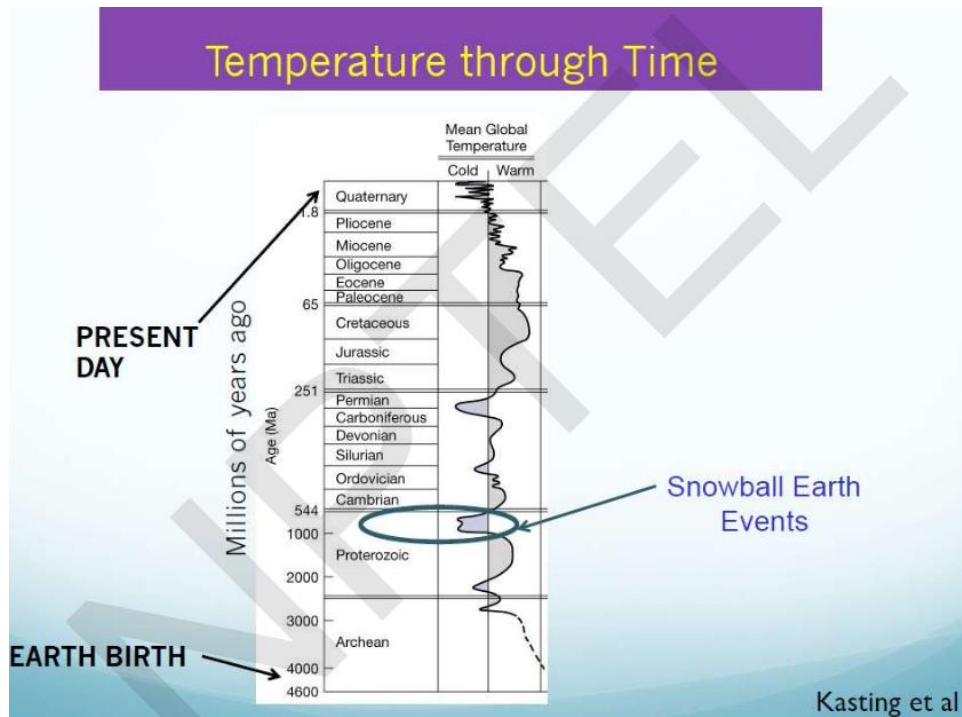 Temperature through Time
Mean Global
Temperature
Cold Warm
Quaternary
1.8
Pliocene
Miocene
Oligocene
Eocene
Paleocene
65
Cretaceous
Jurassic
Triassic
251
Permian
Carboniferous
Devonian
Silurian
Ordovician
Cambrian
544
1000
Proterozoic
2000
3000
Archean
4000
4600
Age (Ma)
Millions of years ago
PRESENT
DAY
EARTH BIRTH
Snowball Earth
Events
Kasting et al
NPTEL